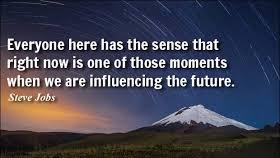 Everyone here has the sense that
right now is one of those moments
when we are influencing the future.
Steve Jobs